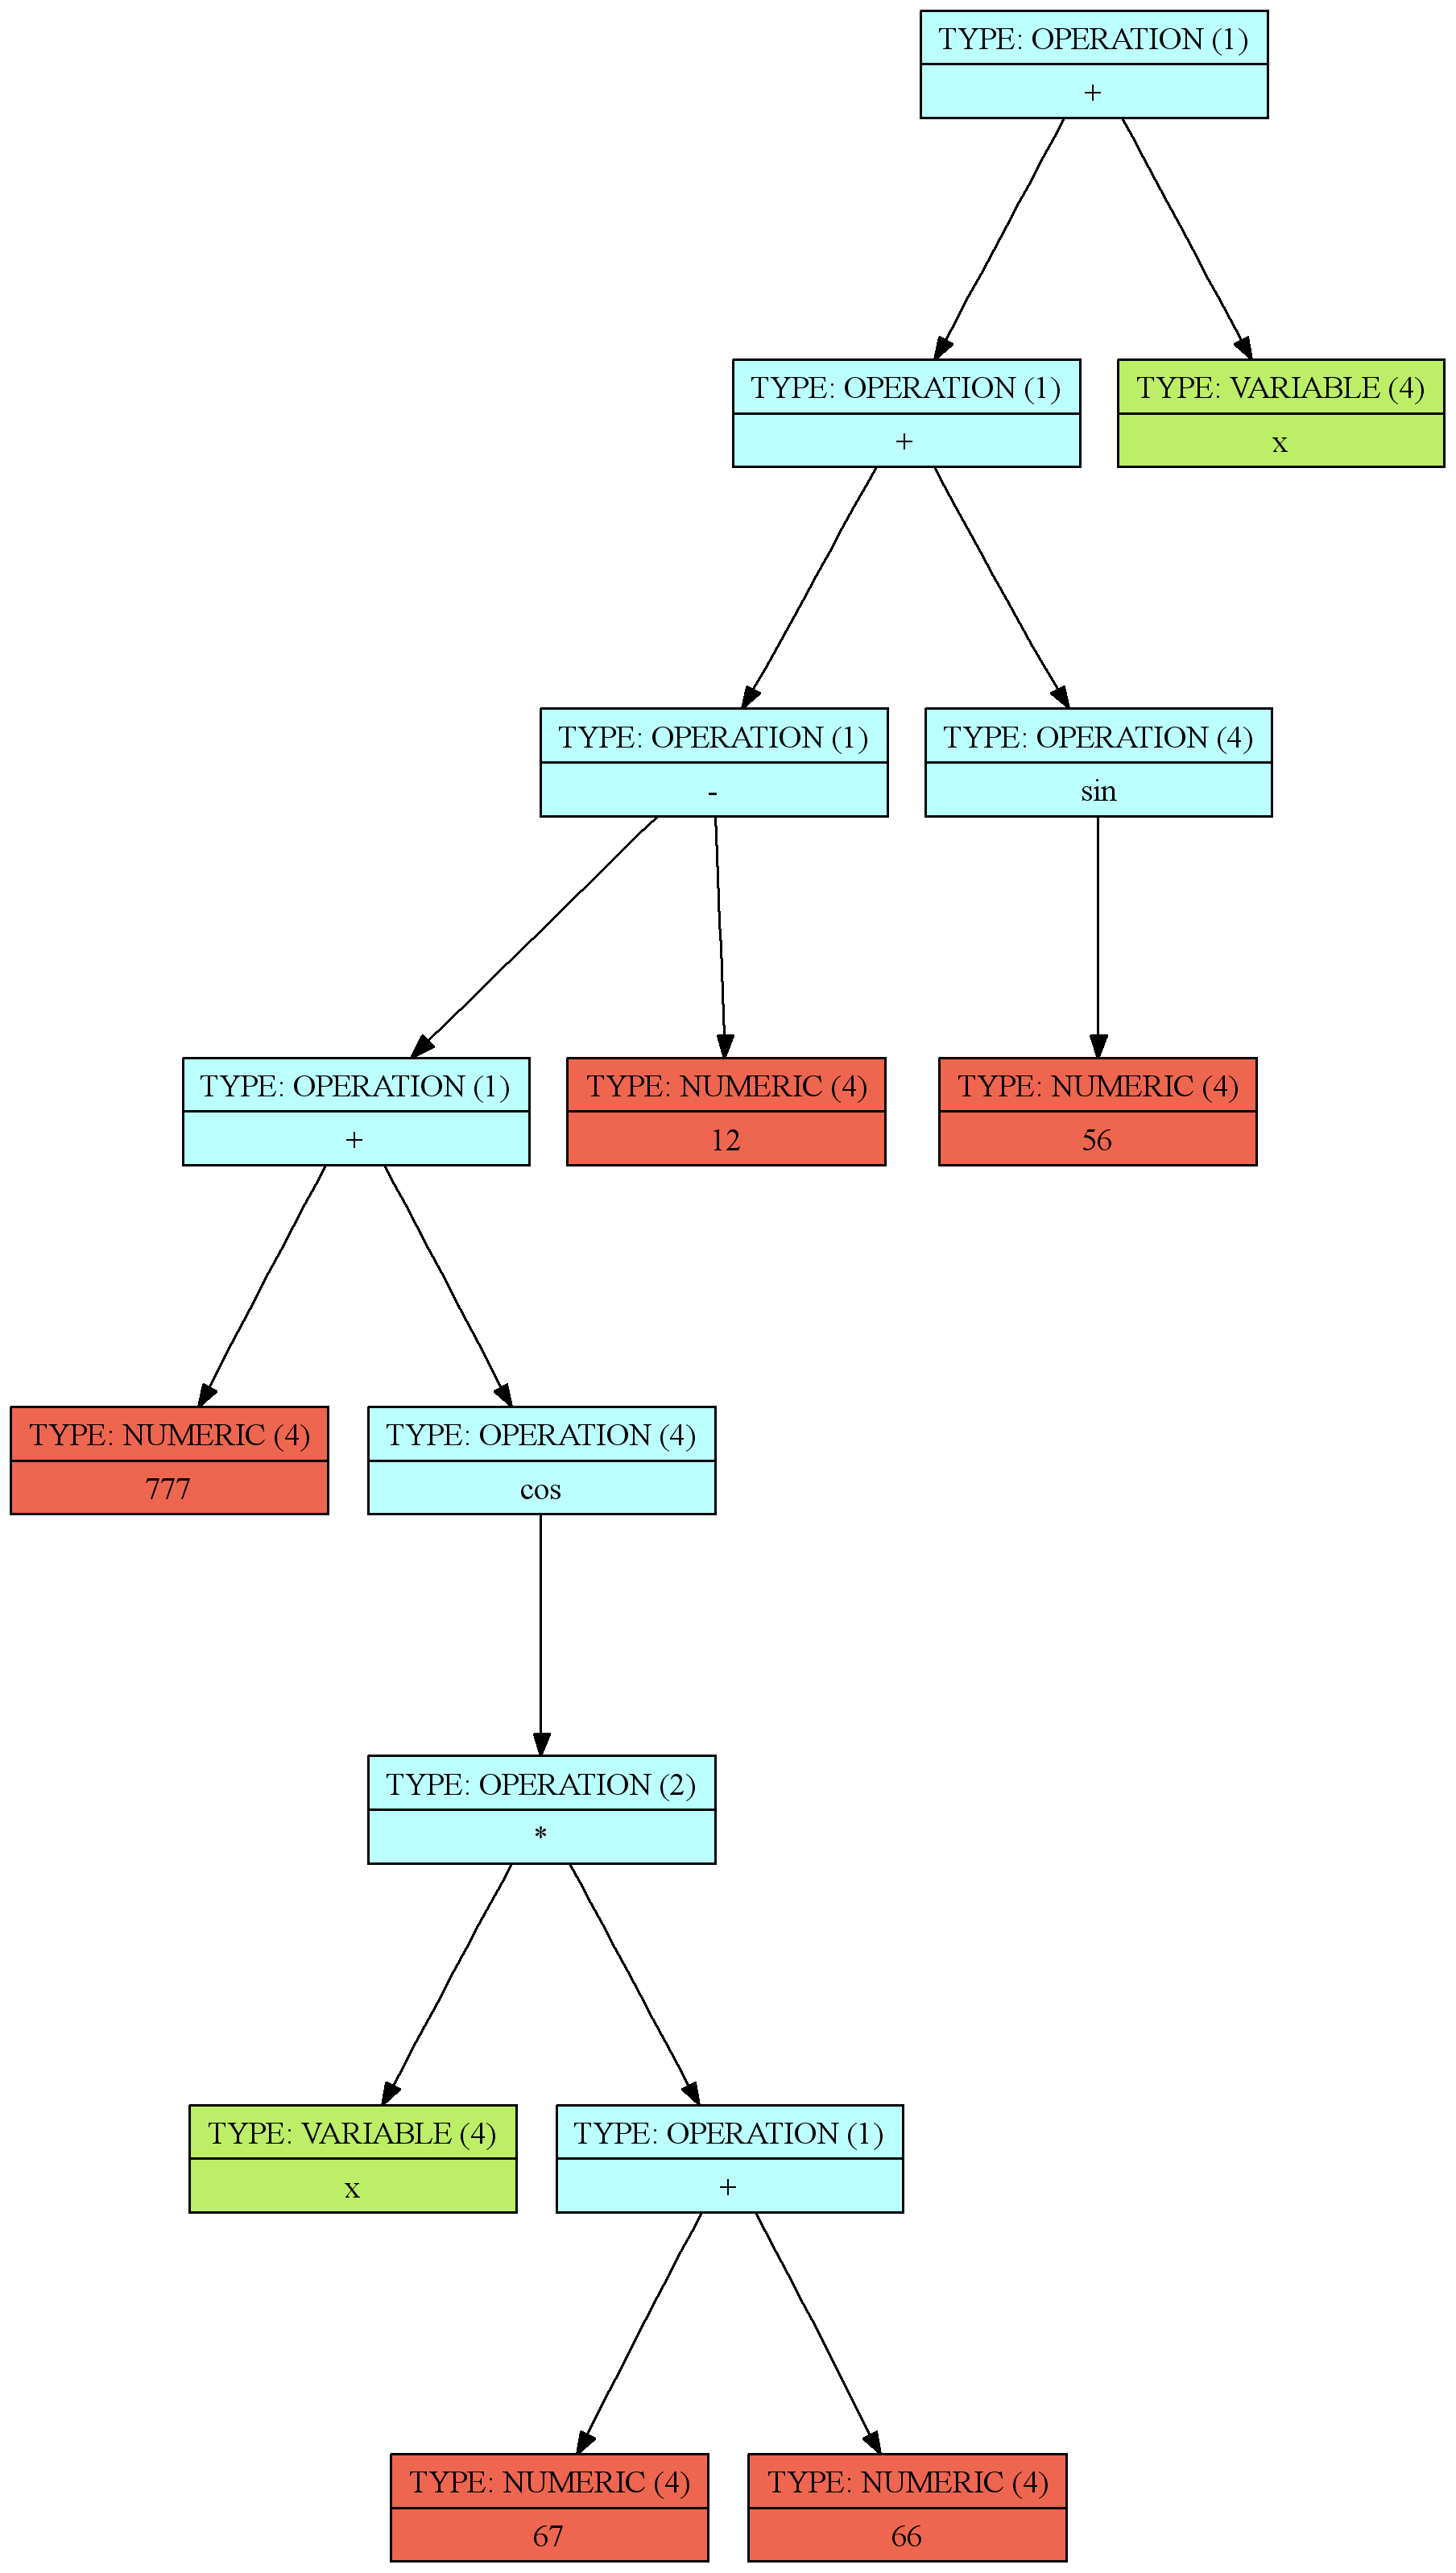 TYPE: OPERATION (1)
+
TYPE: OPERATION (1)
+
TYPE: VARIABLE (4)
x
TYPE: OPERATION (1)
-
TYPE: OPERATION (4)
sin
TYPE: OPERATION (1)
+
TYPE: NUMERIC (4)
12
TYPE: NUMERIC (4)
56
TYPE: NUMERIC (4)
777
TYPE: OPERATION (4)
cos
TYPE: OPERATION (2)
*
TYPE: VARIABLE (4)
x
TYPE: OPERATION (1)
+
TYPE: NUMERIC (4)
67
TYPE: NUMERIC (4)
66